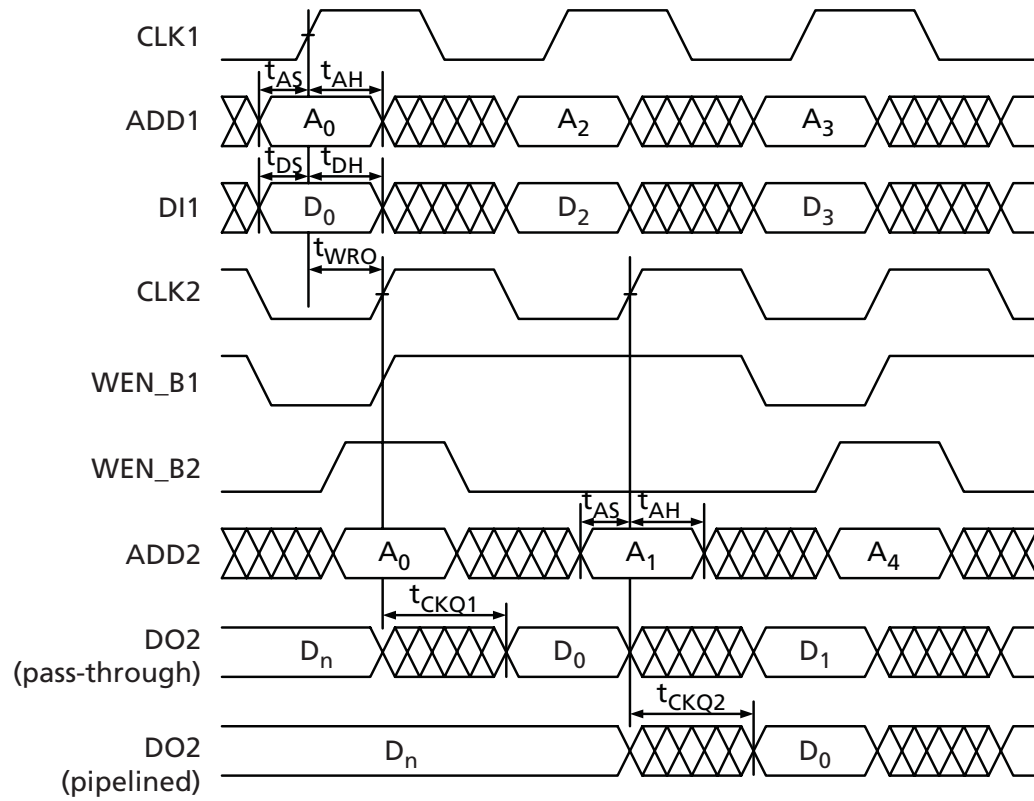 CLK1
tAS tAH
ADD1 A0 A2 A3
tDS tDH
DI1 D0 D2 D3
tWRO
CLK2
WEN_B1
WEN_B2
tAS tAH
ADD2 A0 A1 A4
tCKQ1
DO2
(pass-through)
Dn D0 D1
tCKQ2
DO2
(pipelined)
Dn D0